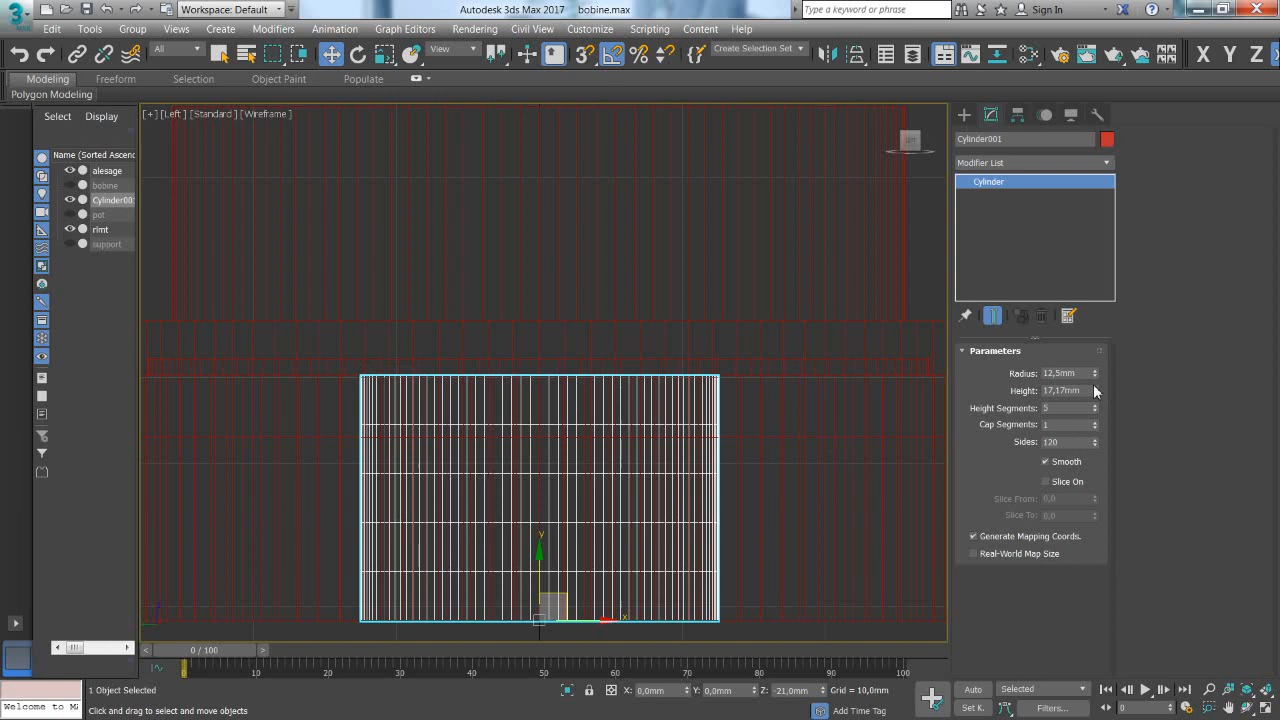 3
MAX
Workspace: Default
Autodesk 3ds Max 2017 bobine.max
Type a keyword or phrase
Sign In
Edit Tools Group Views Create Modifiers Animation Graph Editors Rendering Civil View Customize Scripting Content Help
All
View
3
%
Create Selection Set
X Y Z
Modeling Freeform Selection Object Paint Populate
Polygon Modeling
Select Display
Name (Sorted Ascenc
alesage
bobine
Cylinder00
pot
rlmt
support
[+] [Left ] [Standard ] [Wireframe ]
y
x
Cylinder001
Modifier List
Cylinder
Parameters
Radius: 12,5mm
Height: 17,17mm
Height Segments: 5
Cap Segments: 1
Sides: 120
Smooth
Slice On
Slice From: 0,0
Slice To: 0,0
Generate Mapping Coords.
Real-World Map Size
< 0 / 100 >
0 10 20 30 40 50 60 70 80 90 100
1 Object Selected
X: 0,0mm Y: 0,0mm Z: -21,0mm Grid = 10,0mm
Auto Selected
Welcome to Ma
Click and drag to select and move objects
Add Time Tag
Set K. Filters...
0